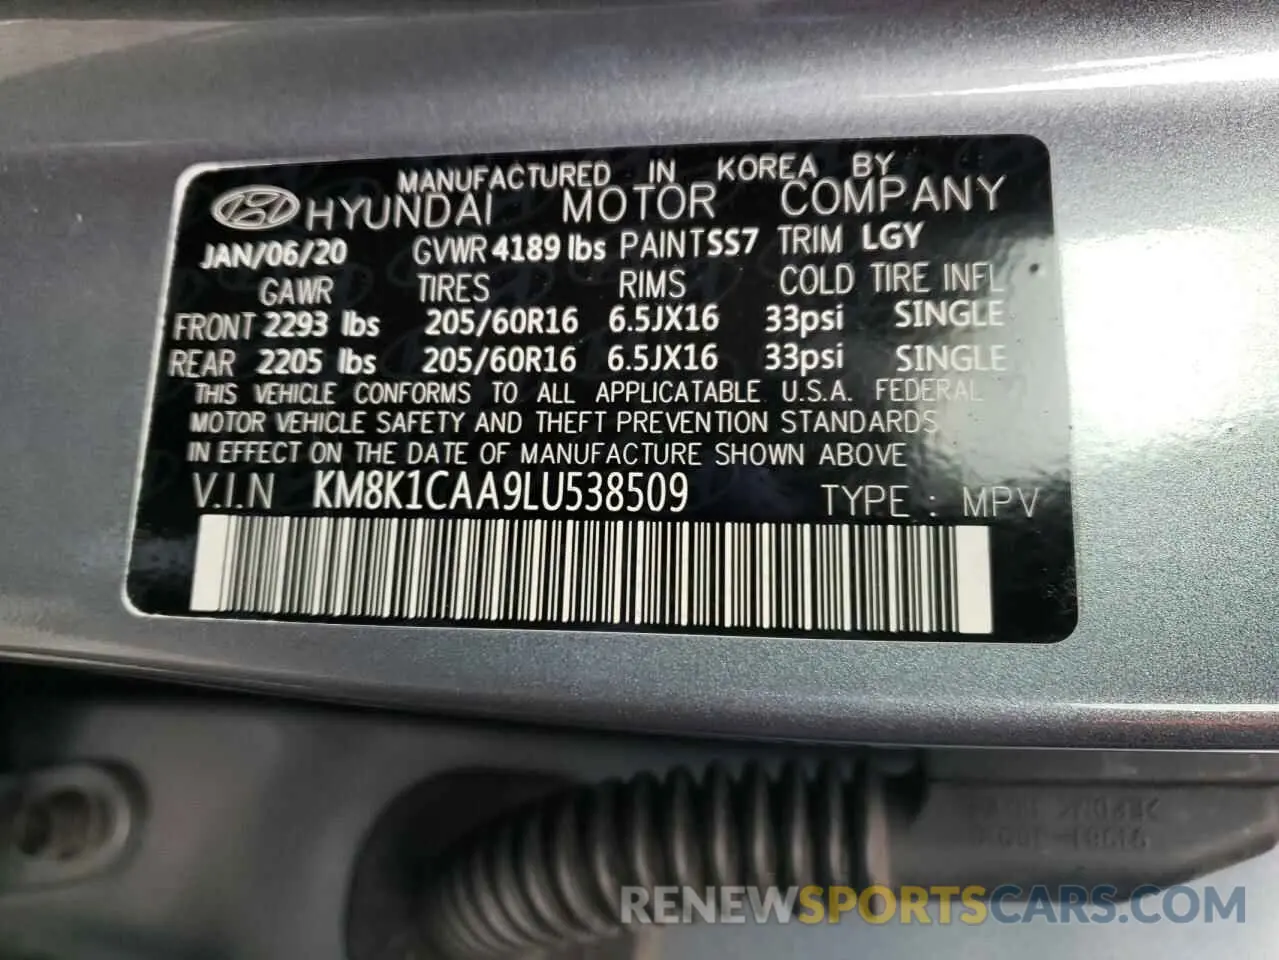 MANUFACTURED IN KOREA BY
HYUNDAI MOTOR COMPANY
JAN/06/20 GVWR 4189 lbs PAINT SS7 TRIM LGY
GAWR TIRES RIMS COLD TIRE INFL
FRONT 2293 lbs 205/60R16 6.5JX16 33psi SINGLE
REAR 2205 lbs 205/60R16 6.5JX16 33psi SINGLE
THIS VEHICLE CONFORMS TO ALL APPLICATABLE U.S.A. FEDERAL
MOTOR VEHICLE SAFETY AND THEFT PREVENTION STANDARDS
IN EFFECT ON THE DATE OF MANUFACTURE SHOWN ABOVE
V.I.N KM8K1CAA9LU538509 TYPE : MPV
RENEWSPORTSCARS.COM